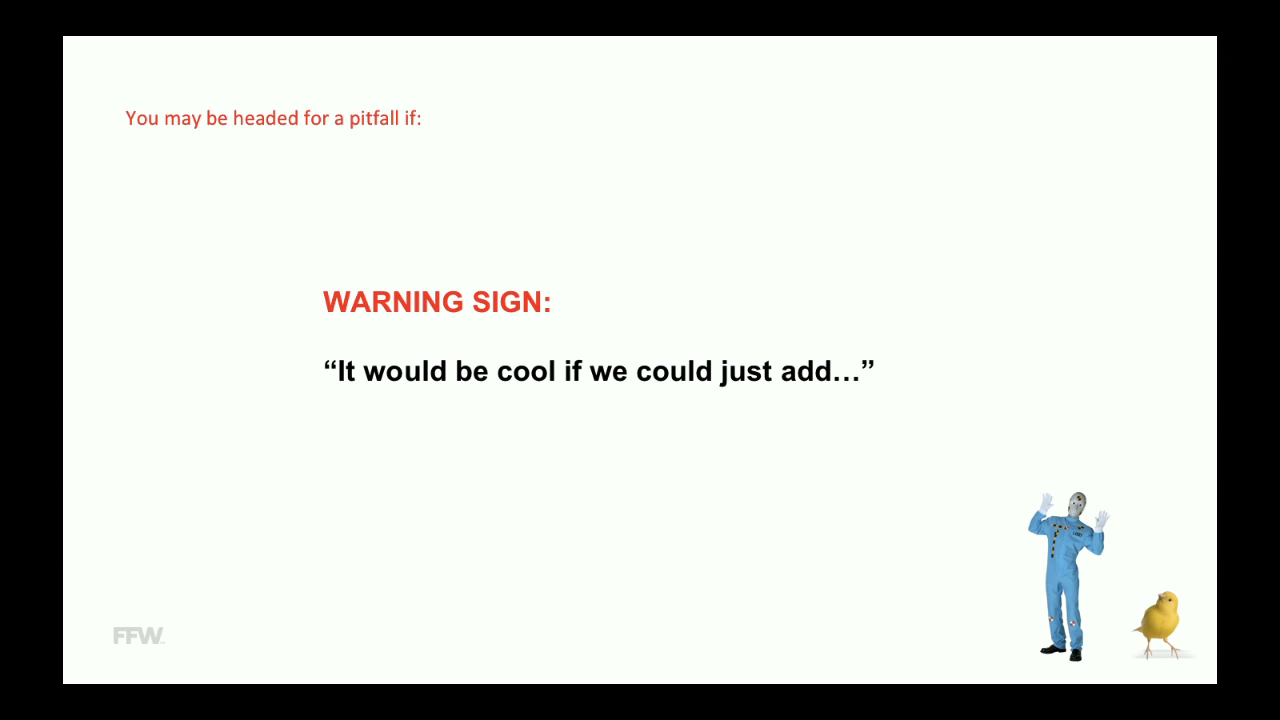 You may be headed for a pitfall if:
WARNING SIGN:
“It would be cool if we could just add…”
FFW